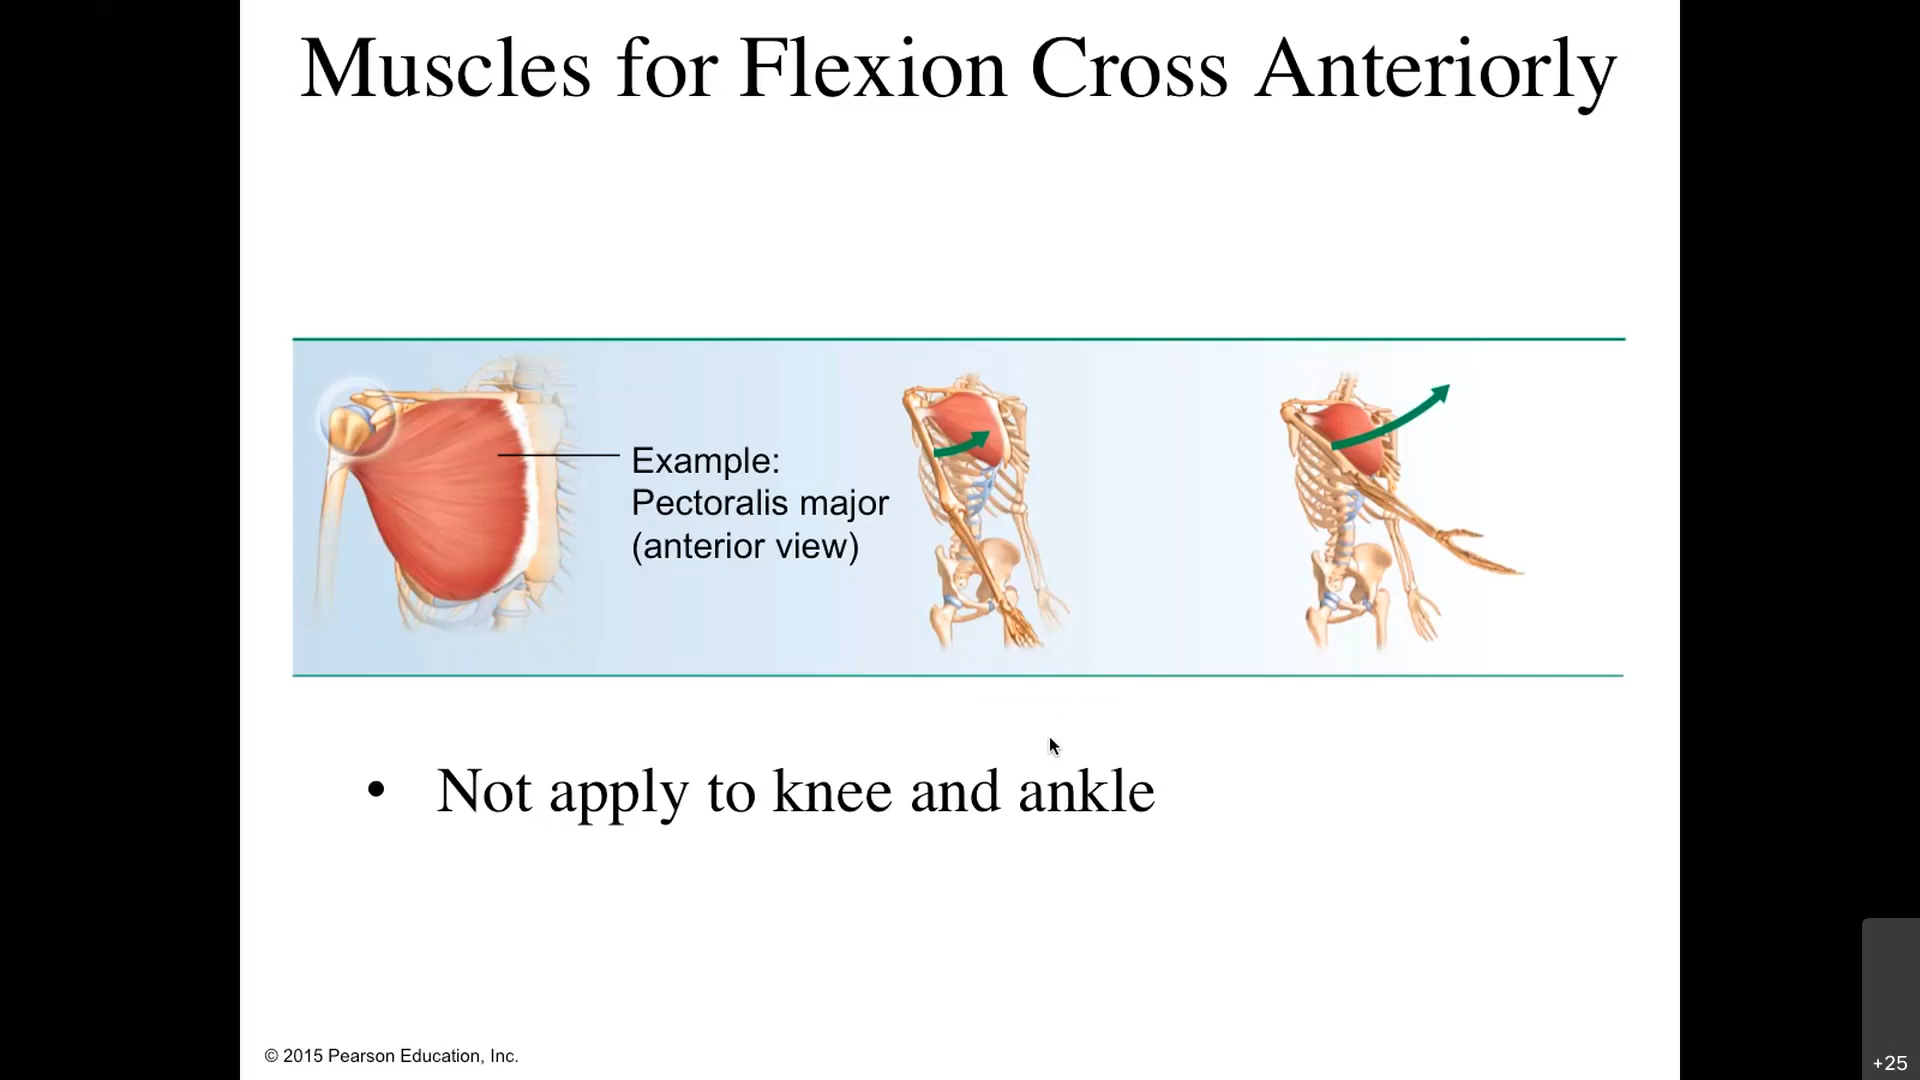 Muscles for Flexion Cross Anteriorly
Example:
Pectoralis major
(anterior view)
• Not apply to knee and ankle
© 2015 Pearson Education, Inc.
+25